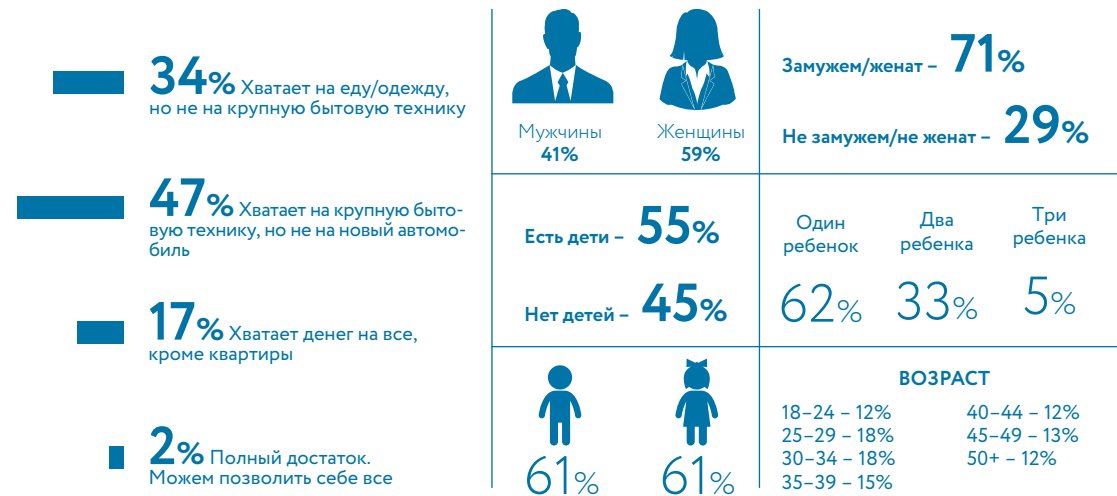 34% Хватает на еду/одежду,
но не на крупную бытовую технику
47% Хватает на крупную быто-
вую технику, но не на новый автомо-
биль
17% Хватает денег на все,
кроме квартиры
2% Полный достаток.
Можем позволить себе все
Мужчины
41%
Женщины
59%
Замужем/женат – 71%
Не замужем/не женат – 29%
Есть дети – 55%
Нет детей – 45%
Один
ребенок
62%
Два
ребенка
33%
Три
ребенка
5%
61%
61%
ВОЗРАСТ
18–24 – 12%
25–29 – 18%
30–34 – 18%
35–39 – 15%
40–44 – 12%
45–49 – 13%
50+ – 12%